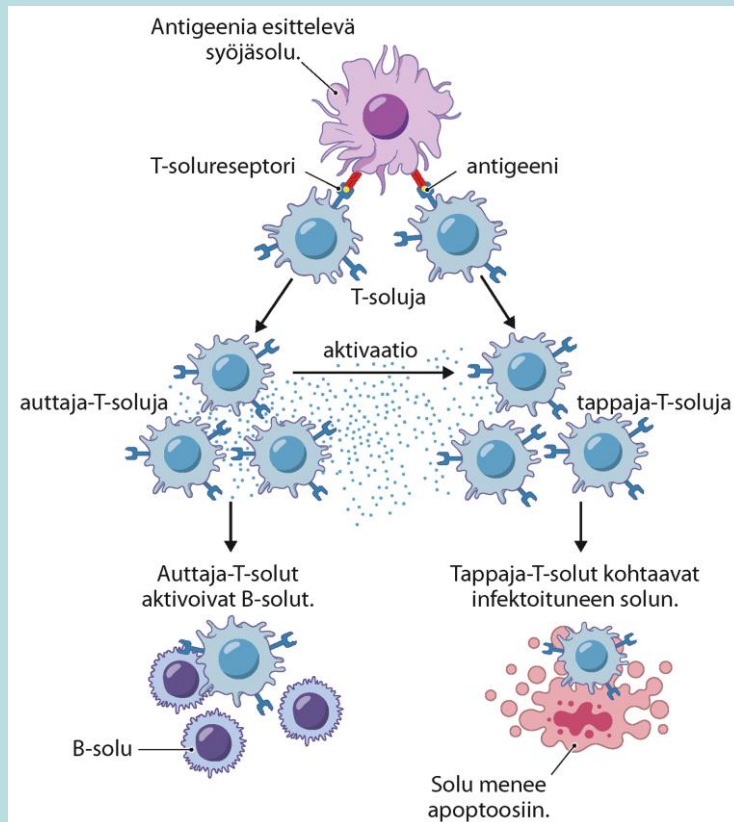 Antigeenia esittelevä
syöjäsolu.
T-solureseptori
antigeeni
T-soluja
aktivaatio
auttaja-T-soluja
tappaja-T-soluja
Auttaja-T-solut
aktivoivat B-solut.
Tappaja-T-solut kohtaavat
infektoituneen solun.
B-solu
Solu menee
apoptoosiin.